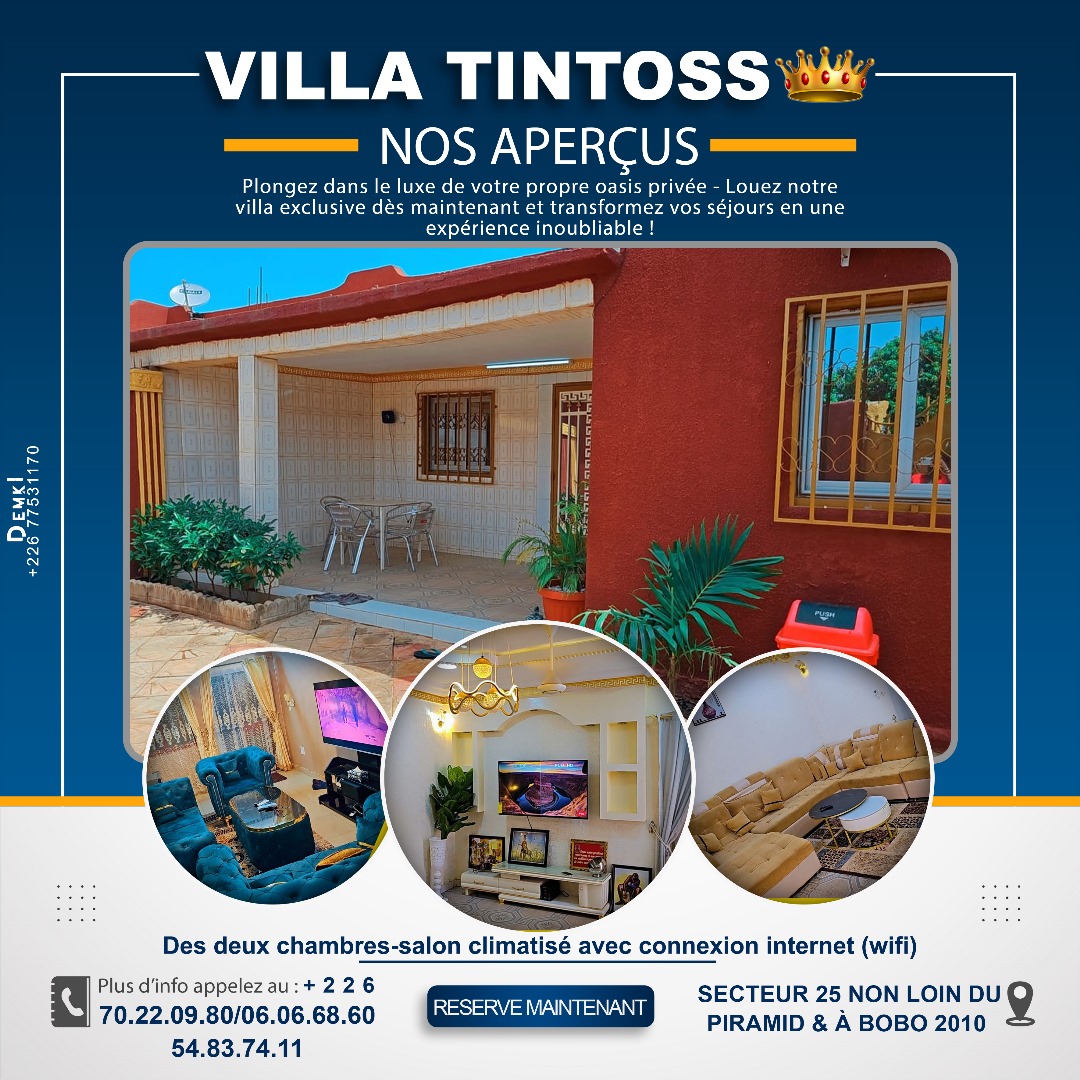 VILLA TINTOSS
NOS APERÇUS
Plongez dans le luxe de votre propre oasis privée - Louez notre
villa exclusive dès maintenant et transformez vos séjours en une
expérience inoubliable !
DEMK!
+226 77531170
PUSH
Des deux chambres-salon climatisé avec connexion internet (wifi)
Plus d'info appelez au : + 2 2 6
70.22.09.80/06.06.68.60
54.83.74.11
RESERVE MAINTENANT
SECTEUR 25 NON LOIN DU
PIRAMID & À BOBO 2010